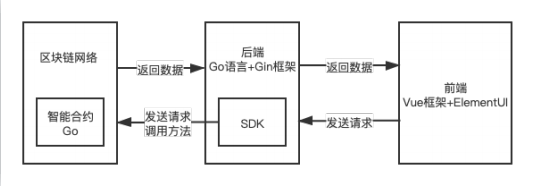 区块链网络
智能合约
Go
返回数据
发送请求
调用方法
后端
Go语言+Gin框架
SDK
返回数据
发送请求
前端
Vue框架+ElementUI